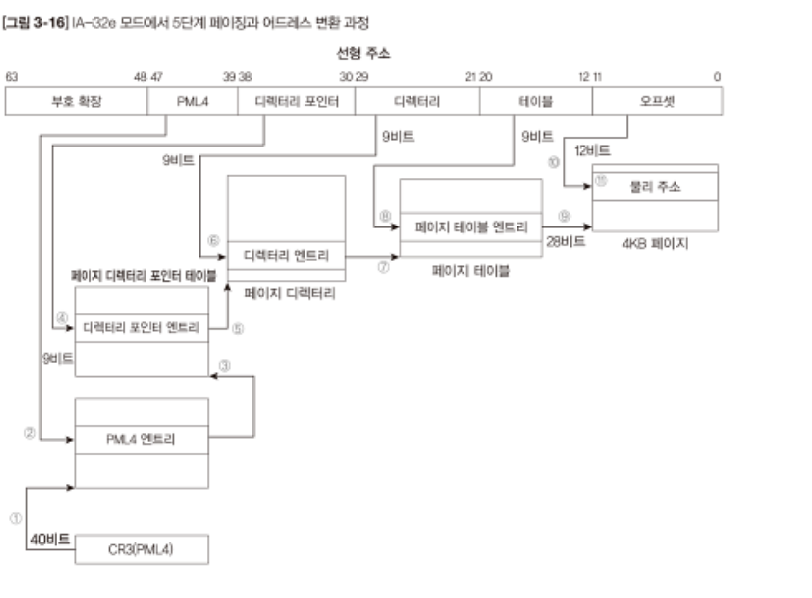 [그림 3-16] IA-32e 모드에서 5단계 페이징과 어드레스 변환 과정
선형 주소
63 48 47 39 38 30 29 21 20 12 11 0
부호 확장 PML4 디렉터리 포인터 디렉터리 테이블 오프셋
9비트 9비트 12비트
9비트
⑩
⑪ 물리 주소
⑧ 페이지 테이블 엔트리 ⑨
28비트 4KB 페이지
⑥ 디렉터리 엔트리 ⑦
페이지 테이블
페이지 디렉터리 포인터 테이블
페이지 디렉터리
④ 디렉터리 포인터 엔트리 ⑤
9비트
③
② PML4 엔트리
①
40비트
CR3(PML4)